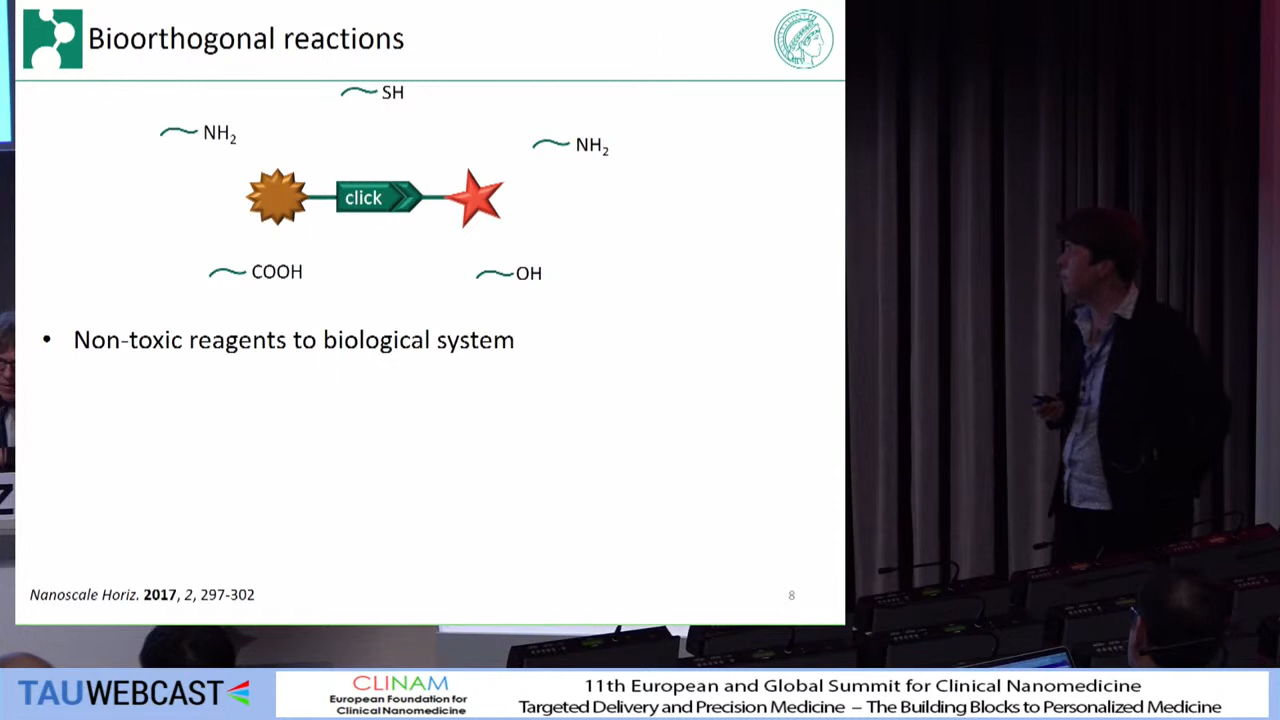 Bioorthogonal reactions
SH
NH2
NH2
click
COOH
OH
• Non-toxic reagents to biological system
Nanoscale Horiz. 2017, 2, 297-302
8
Z
TAUWEBCAST
CLINAM
European Foundation for
Clinical Nanomedicine
11th European and Global Summit for Clinical Nanomedicine
Targeted Delivery and Precision Medicine – The Building Blocks to Personalized Medicine